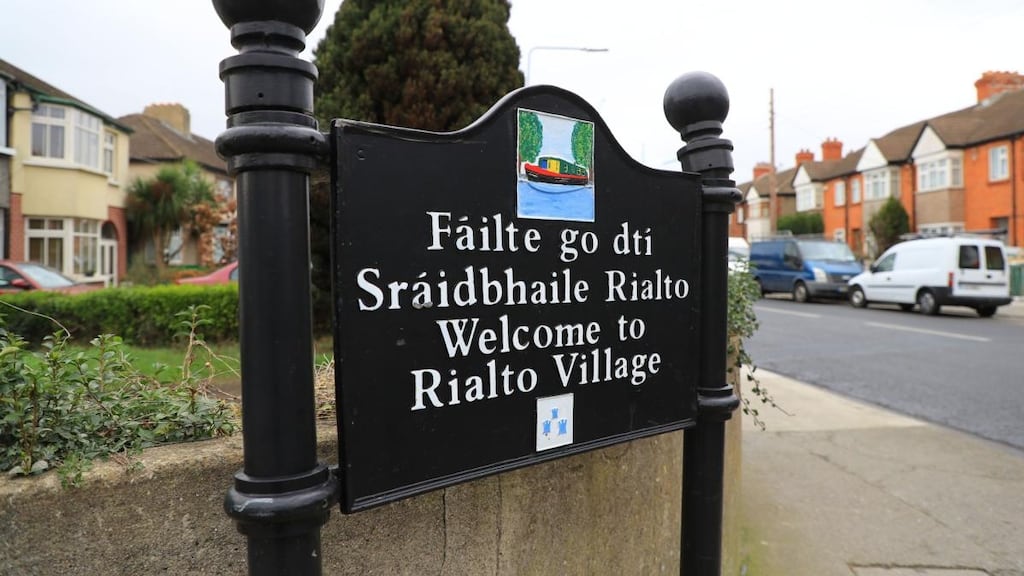 Fáilte go dtí
Sráidbhaile Rialto
Welcome to
Rialto Village